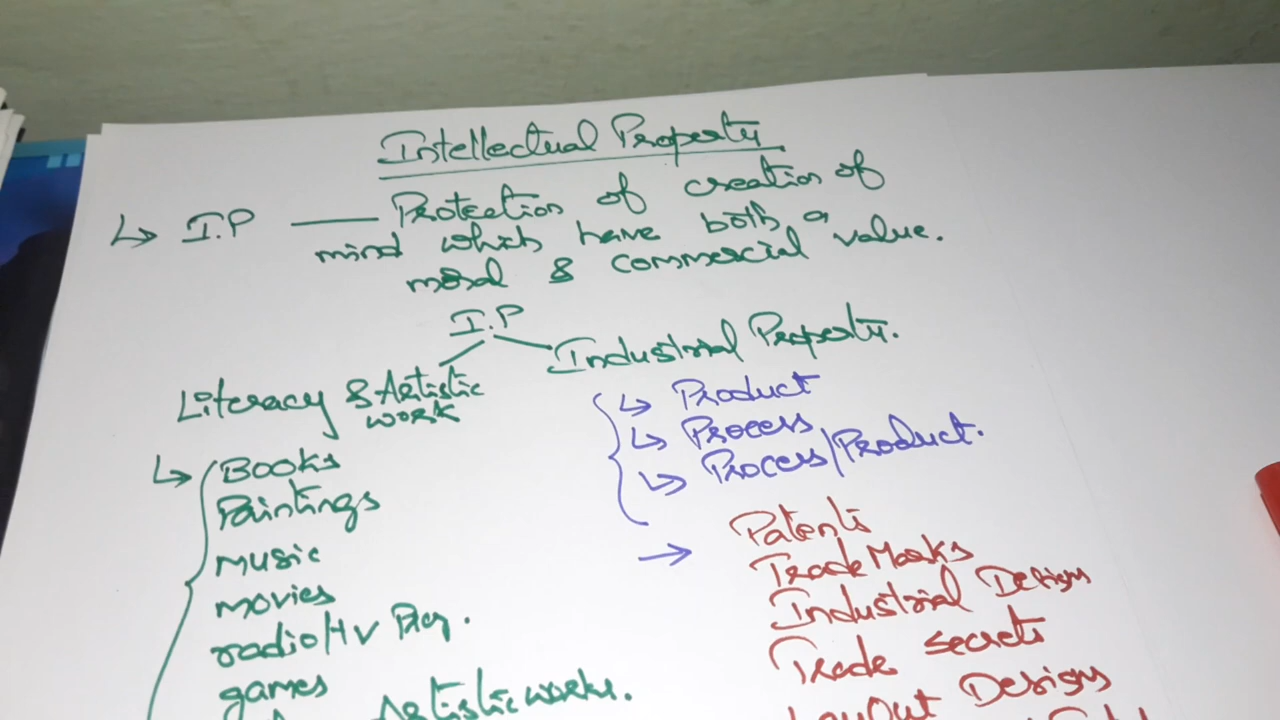 Intellectual Property
↳ I.P — Protection of creation of
mind which have both a
moral & commercial value.
I.P
Literacy & Artistic
work
Industrial Property.
↳ Product
↳ Process
↳ Process/Product.
↳ Books
Paintings
music
movies
radio/tv Prog.
games
Artistic works.
→ Patents
Trade Marks
Industrial Design
Trade secrets
LayOut Designs